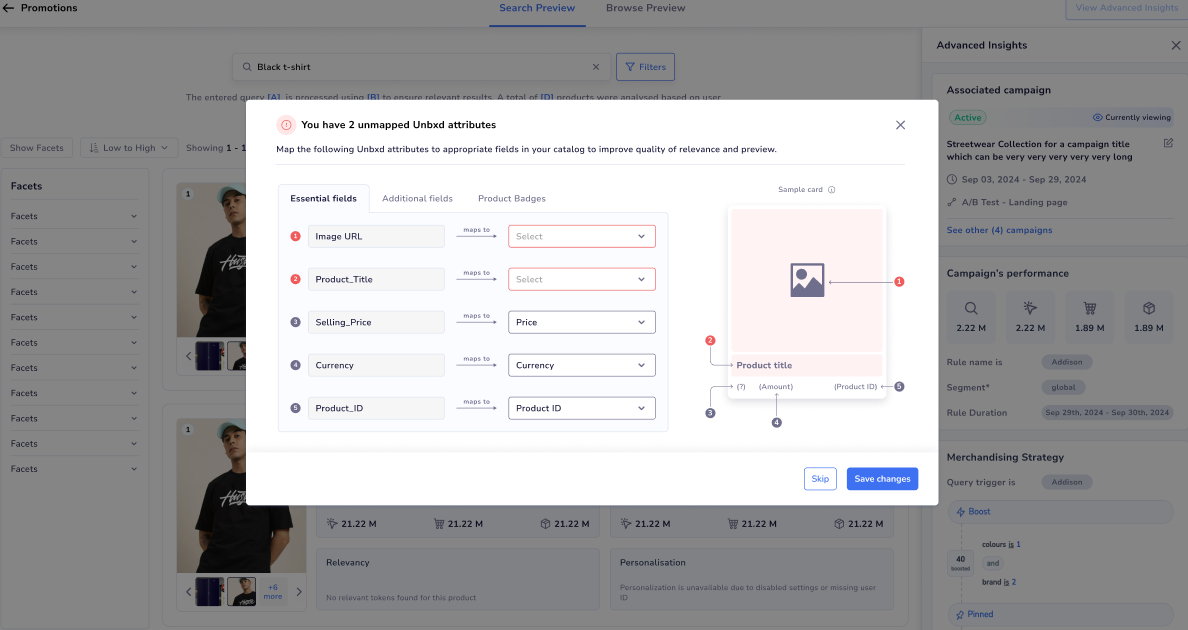 Promotions
Search Preview
Browse Preview
View Advanced Insights
Black t-shirt
Filters
The entered query [A], is processed using [B] to ensure relevant results. A total of [D] products were analysed based on user
Show Facets
Low to High
Showing 1 - 1
Facets
Facets
Facets
Facets
Facets
Facets
Facets
Facets
Facets
Facets
Facets
Facets
1
1
+6
more
You have 2 unmapped Unbxd attributes
Map the following Unbxd attributes to appropriate fields in your catalog to improve quality of relevance and preview.
Essential fields
Additional fields
Product Badges
1 Image URL maps to Select
2 Product_Title maps to Select
3 Selling_Price maps to Price
4 Currency maps to Currency
5 Product_ID maps to Product ID
Sample card
1
2
Product title
(?) (Amount) (Product ID) 5
3
4
Skip
Save changes
21.22 M 21.22 M 21.22 M
21.22 M 21.22 M 21.22 M
Relevancy
No relevant tokens found for this product
Personalisation
Personalization is unavailable due to disabled settings or missing user
ID
Advanced Insights
Associated campaign
Active
Currently viewing
Streetwear Collection for a campaign title
which can be very very very very very long
Sep 03, 2024 - Sep 29, 2024
A/B Test - Landing page
See other (4) campaigns
Campaign's performance
2.22 M 2.22 M 1.89 M 1.89 M
Rule name is Addison
Segment* global
Rule Duration Sep 29th, 2024 - Sep 30th, 2024
Merchandising Strategy
Query trigger is Addison
Boost
colours is 1
40
boosted
and
brand is 2
Pinned